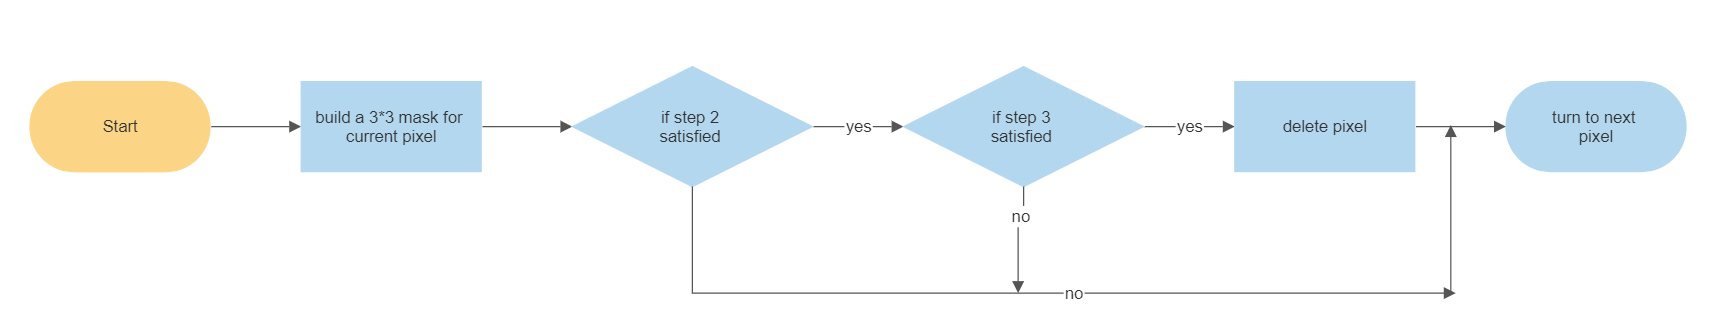 Start
build a 3*3 mask for
current pixel
if step 2
satisfied
yes
if step 3
satisfied
yes
delete pixel
turn to next
pixel
no
no